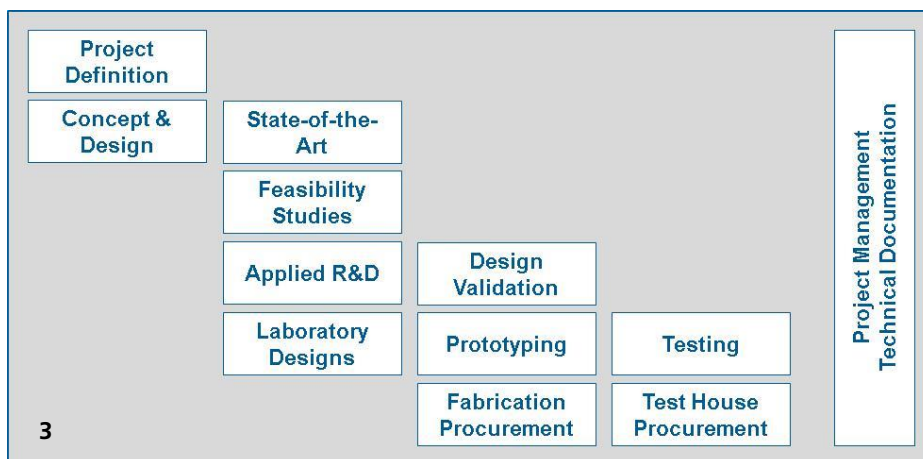 Project
Definition
Concept &
Design
State-of-the-
Art
Feasibility
Studies
Applied R&D
Laboratory
Designs
Design
Validation
Prototyping
Fabrication
Procurement
Testing
Test House
Procurement
Project Management
Technical Documentation
3